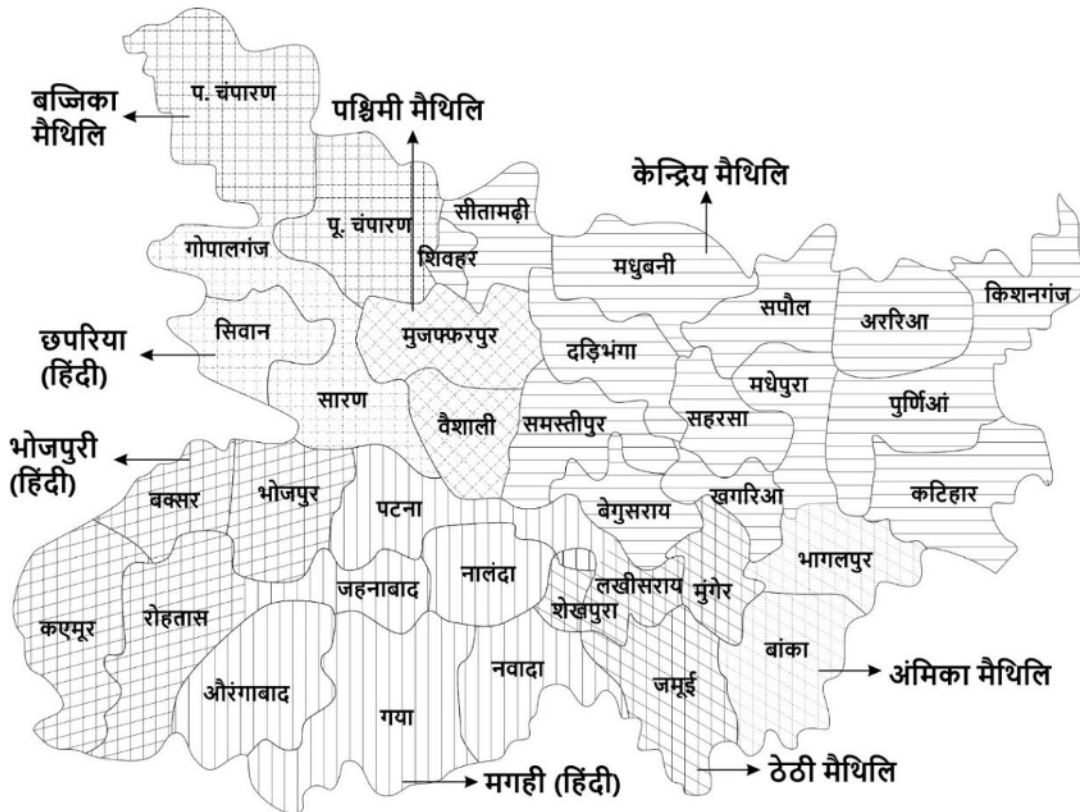 प. चंपारण
बज्जिका
मैथिलि
पश्चिमी मैथिलि
केन्द्रिय मैथिलि
सीतामढ़ी
पू. चंपारण
गोपालगंज
शिवहर
मधुबनी
सपौल
अररिआ
किशनगंज
सिवान
मुजफ्फरपुर
दड़िभंगा
छपरिया
(हिंदी)
सारण
वैशाली
समस्तीपुर
सहरसा
मधेपुरा
पुर्णिआं
भोजपुरी
(हिंदी)
बक्सर
भोजपुर
पटना
बेगुसराय
खगरिआ
कटिहार
भागलपुर
जहनाबाद
नालंदा
लखीसराय
मुंगेर
शेखपुरा
कएमूर
रोहतास
बांका
औरंगाबाद
गया
नवादा
जमूई
अंमिका मैथिलि
मगही (हिंदी)
ठेठी मैथिलि